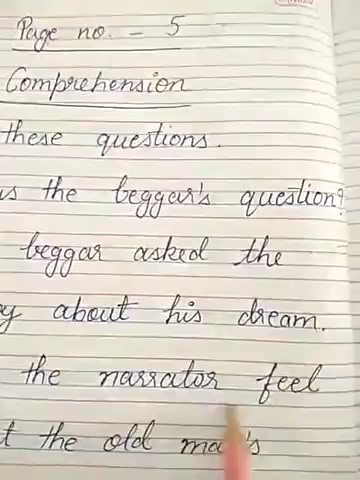 Page no. - 5
Comprehension
these questions.
the beggar's question?
beggar asked the
about his dream.
the narrator feel
the old man's